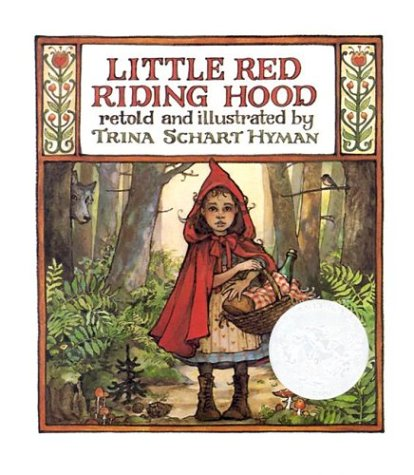 LITTLE RED
RIDING HOOD
retold and illustrated by
TRINA SCHART HYMAN